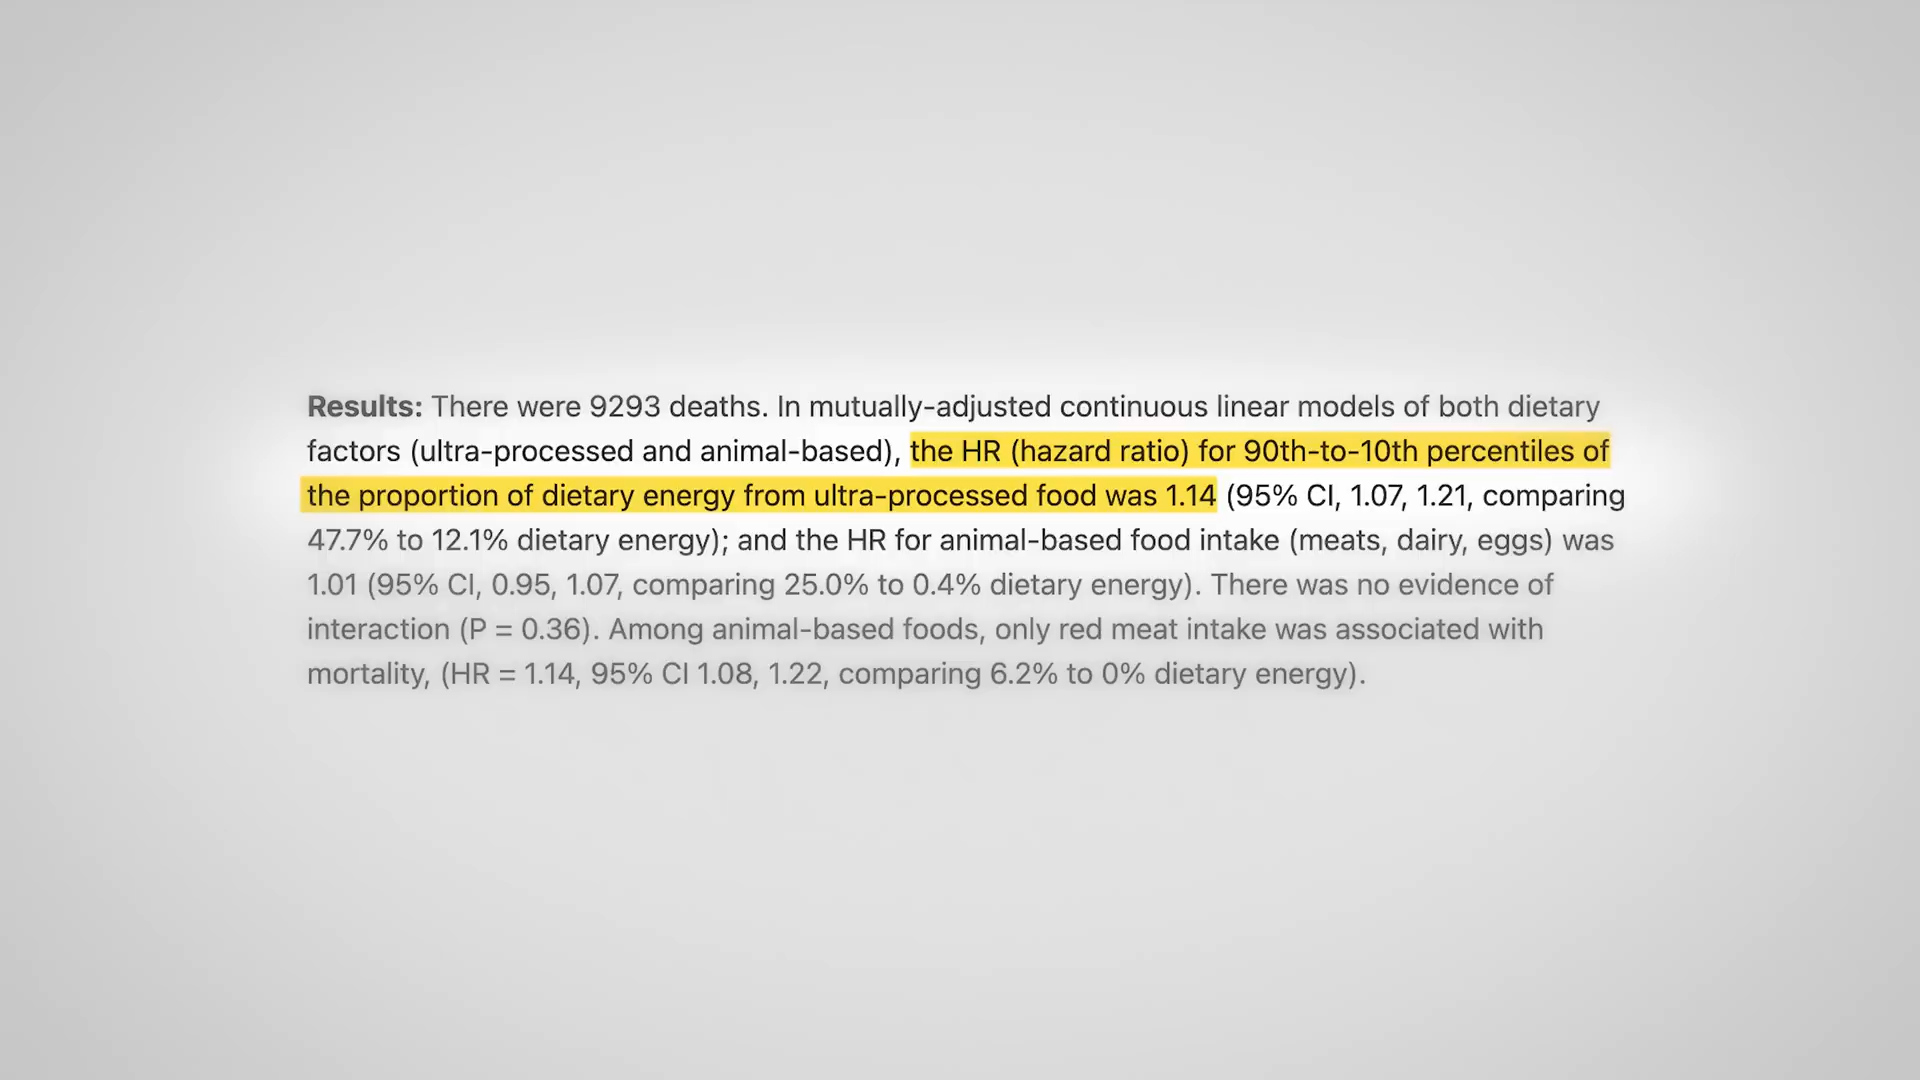 Results: There were 9293 deaths. In mutually-adjusted continuous linear models of both dietary
factors (ultra-processed and animal-based), the HR (hazard ratio) for 90th-to-10th percentiles of
the proportion of dietary energy from ultra-processed food was 1.14 (95% CI, 1.07, 1.21, comparing
47.7% to 12.1% dietary energy); and the HR for animal-based food intake (meats, dairy, eggs) was
1.01 (95% CI, 0.95, 1.07, comparing 25.0% to 0.4% dietary energy). There was no evidence of
interaction (P = 0.36). Among animal-based foods, only red meat intake was associated with
mortality, (HR = 1.14, 95% CI 1.08, 1.22, comparing 6.2% to 0% dietary energy).